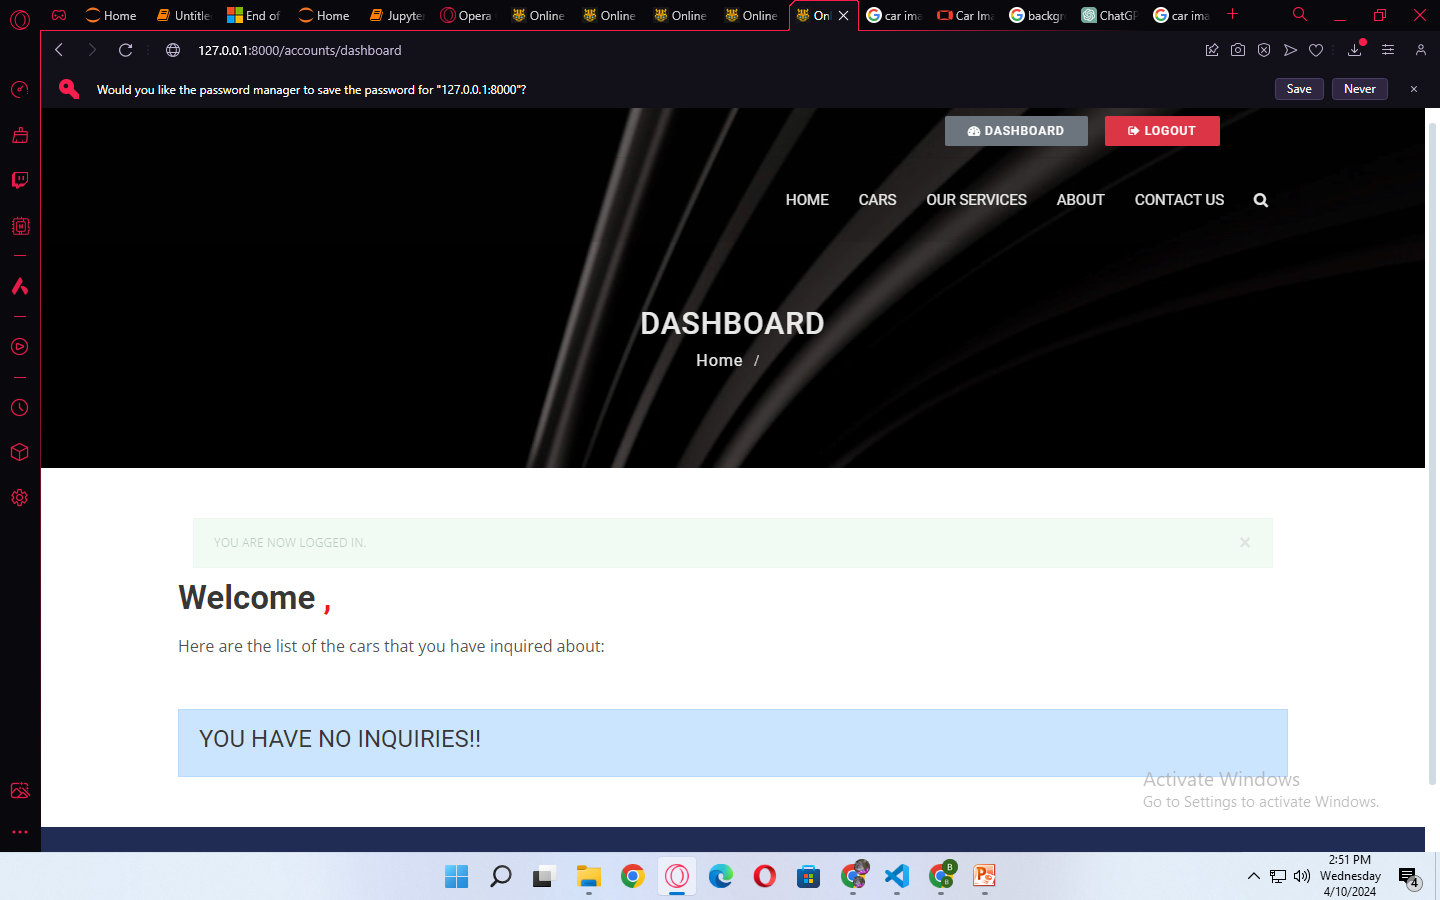 Home
Untitle
End of
Home
Jupyter
Opera
Online
Online
Online
Online
Onl
car ima
Car Ima
backgr
ChatGP
car ima
127.0.0.1:8000/accounts/dashboard
Would you like the password manager to save the password for "127.0.0.1:8000"?
Save
Never
DASHBOARD
LOGOUT
HOME
CARS
OUR SERVICES
ABOUT
CONTACT US
DASHBOARD
Home /
YOU ARE NOW LOGGED IN.
Welcome ,
Here are the list of the cars that you have inquired about:
YOU HAVE NO INQUIRIES!!
Activate Windows
Go to Settings to activate Windows.
2:51 PM
Wednesday
4/10/2024
4